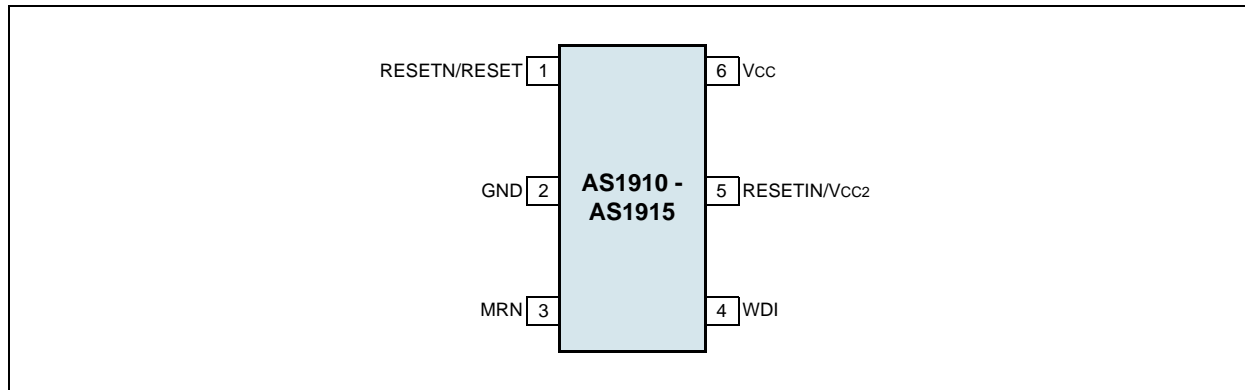 RESETN/RESET 1
6 VCC
GND 2
AS1910 -
AS1915
5 RESETIN/VCC2
MRN 3
4 WDI